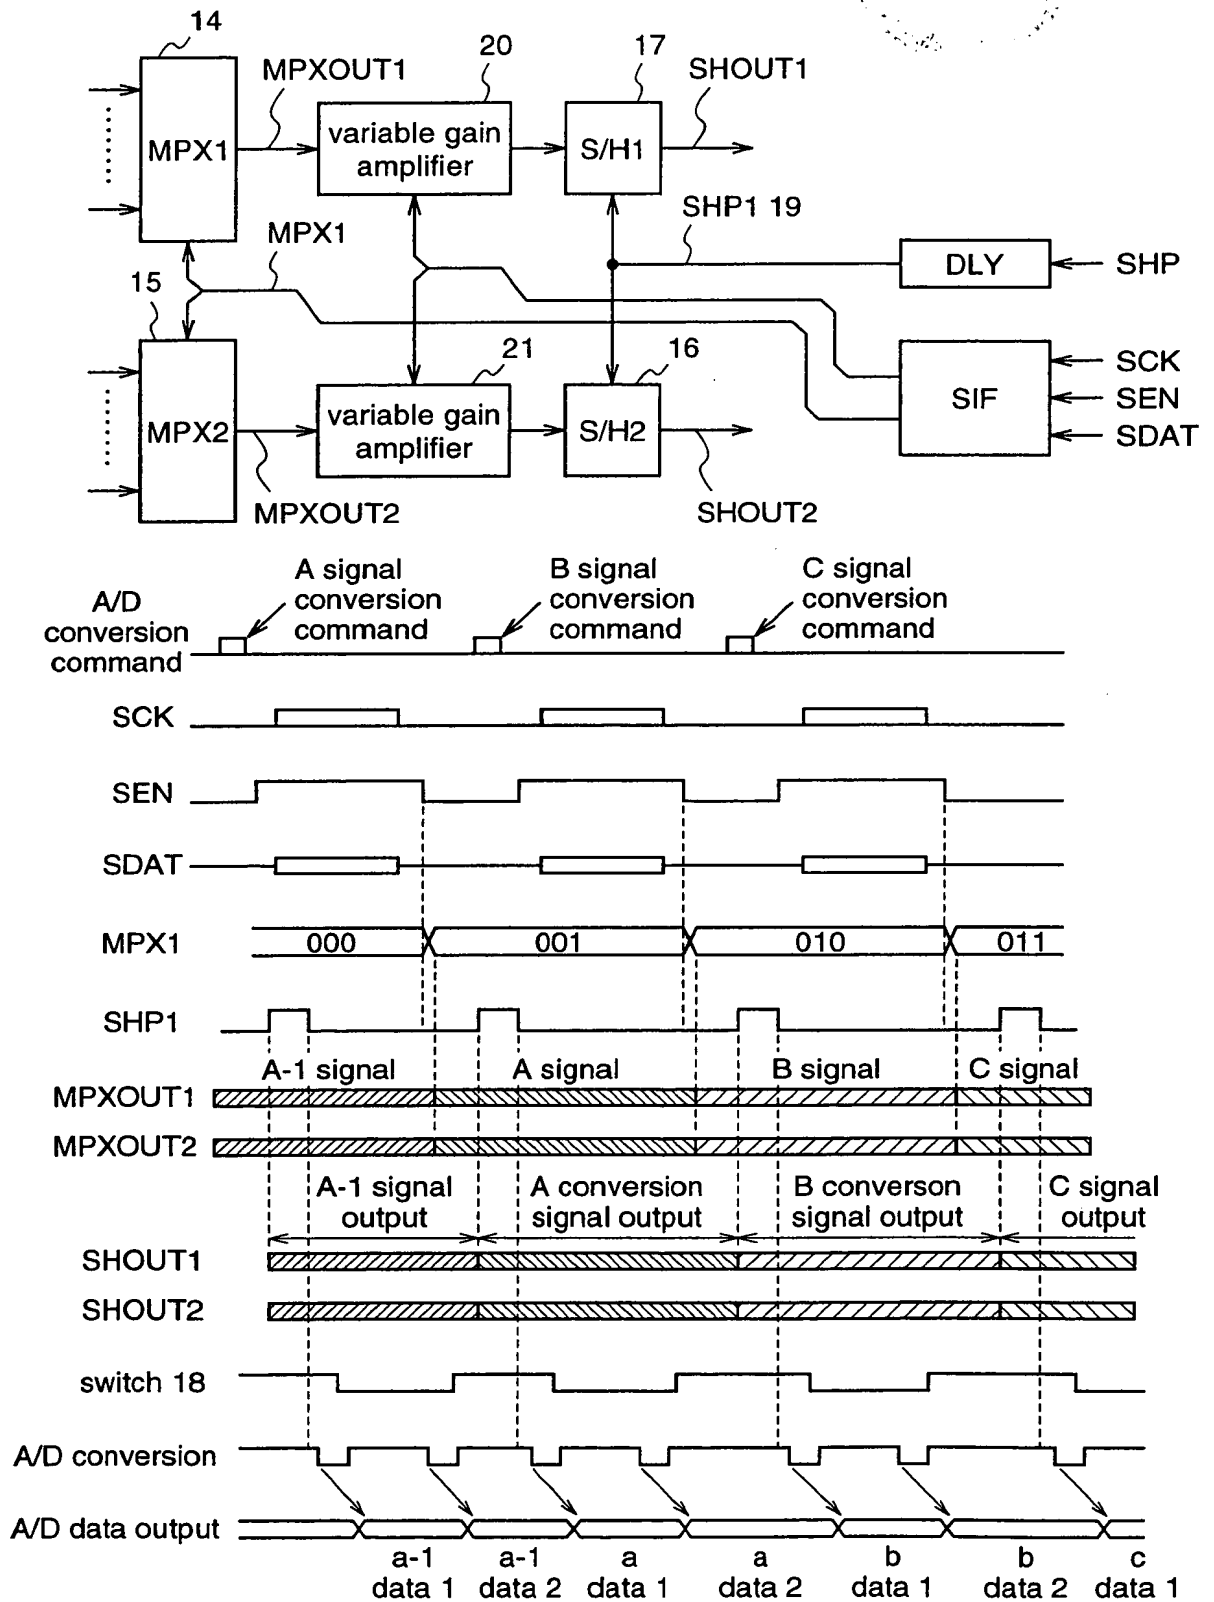 14
20
17
MPXOUT1
SHOUT1
MPX1
variable gain
amplifier
S/H1
MPX1
SHP1 19
DLY
SHP
15
21
16
SCK
SIF
SEN
SDAT
MPX2
variable gain
amplifier
S/H2
MPXOUT2
SHOUT2
A signal
conversion
command
B signal
conversion
command
C signal
conversion
command
A/D
conversion
command
SCK
SEN
SDAT
MPX1
000
001
010
011
SHP1
A-1 signal
A signal
B signal
C signal
MPXOUT1
MPXOUT2
A-1 signal
output
A conversion
signal output
B converson
signal output
C signal
output
SHOUT1
SHOUT2
switch 18
A/D conversion
A/D data output
a-1
data 1
a-1
data 2
a
data 1
a
data 2
b
data 1
b
data 2
c
data 1